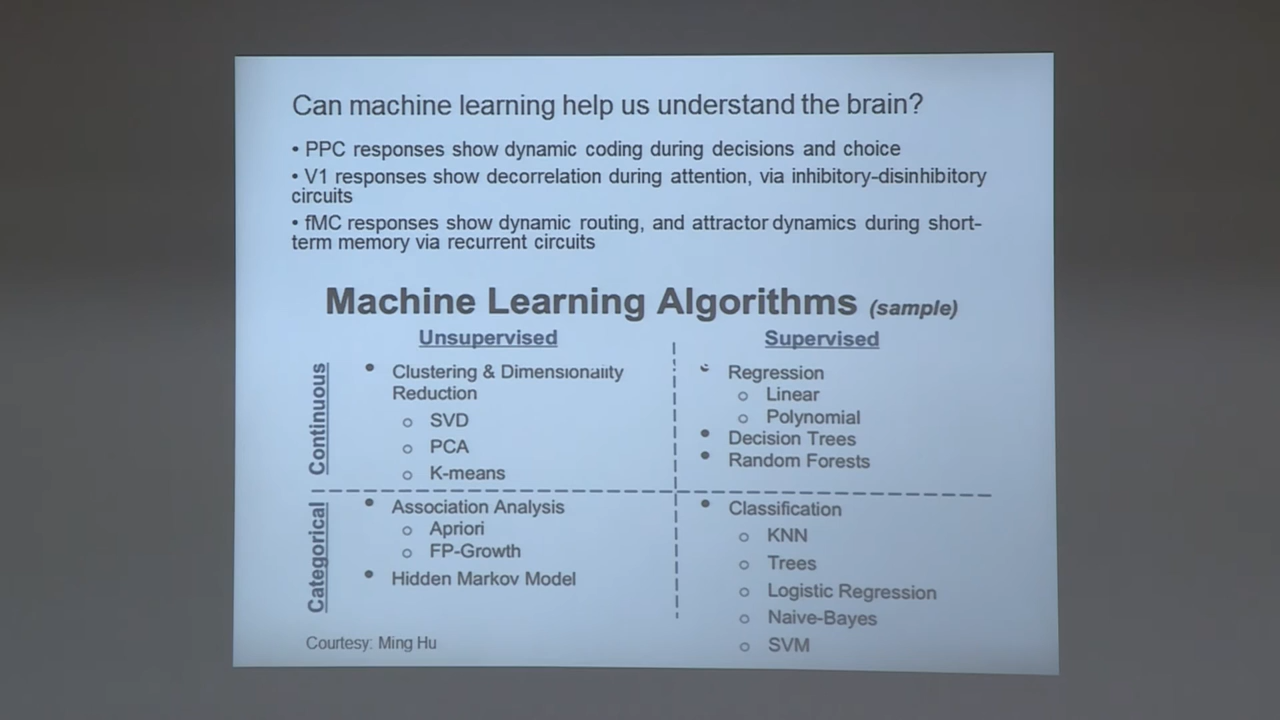 Can machine learning help us understand the brain?
• PPC responses show dynamic coding during decisions and choice
• V1 responses show decorrelation during attention, via inhibitory-disinhibitory
circuits
• fMC responses show dynamic routing, and attractor dynamics during short-
term memory via recurrent circuits
Machine Learning Algorithms (sample)
Unsupervised
Supervised
Continuous
• Clustering & Dimensionality
Reduction
o SVD
o PCA
o K-means
• Regression
o Linear
o Polynomial
• Decision Trees
• Random Forests
Categorical
• Association Analysis
o Apriori
o FP-Growth
• Hidden Markov Model
• Classification
o KNN
o Trees
o Logistic Regression
o Naive-Bayes
o SVM
Courtesy: Ming Hu